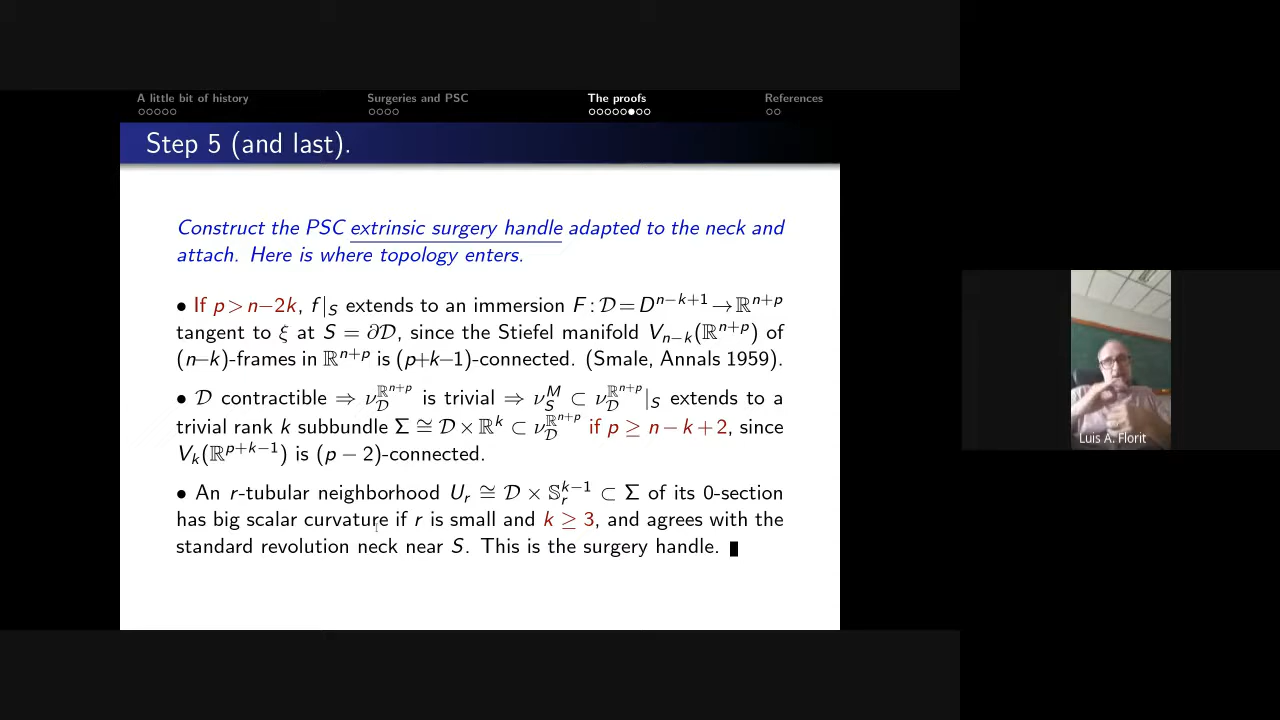 A little bit of history Surgeries and PSC The proofs References
Step 5 (and last).
Construct the PSC extrinsic surgery handle adapted to the neck and
attach. Here is where topology enters.
• If p > n−2k, f|_S extends to an immersion F : 𝒟 = D^{n−k+1} → ℝ^{n+p}
tangent to ξ at S = ∂𝒟, since the Stiefel manifold V_{n−k}(ℝ^{n+p}) of
(n−k)-frames in ℝ^{n+p} is (p+k−1)-connected. (Smale, Annals 1959).
• 𝒟 contractible ⇒ ν_𝒟^{ℝ^{n+p}} is trivial ⇒ ν_S^M ⊂ ν_𝒟^{ℝ^{n+p}}|_S extends to a
trivial rank k subbundle Σ ≅ 𝒟 × ℝ^k ⊂ ν_𝒟^{ℝ^{n+p}} if p ≥ n − k + 2, since
V_k(ℝ^{p+k−1}) is (p − 2)-connected.
• An r-tubular neighborhood U_r ≅ 𝒟 × 𝕊_r^{k−1} ⊂ Σ of its 0-section
has big scalar curvature if r is small and k ≥ 3, and agrees with the
standard revolution neck near S. This is the surgery handle. ∎
Luis A. Florit